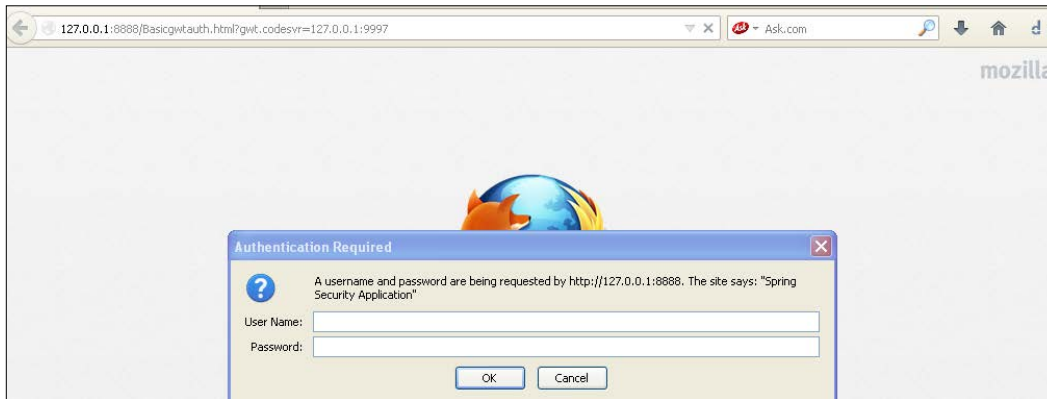 127.0.0.1:8888/Basicgwtauth.html?gwt.codesvr=127.0.0.1:9997
Ask.com
mozilla
Authentication Required
A username and password are being requested by http://127.0.0.1:8888. The site says: "Spring
Security Application"
User Name:
Password:
OK
Cancel